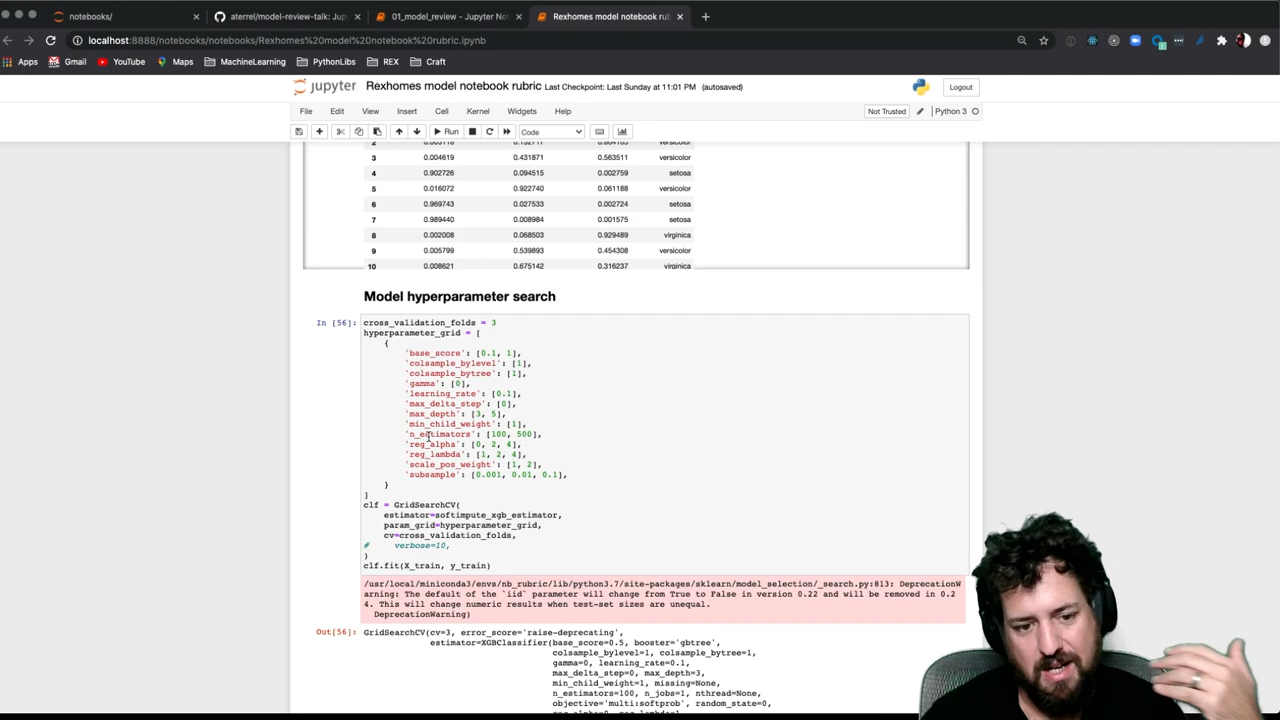 notebooks/
aterrel/model-review-talk: Jup
01_model_review - Jupyter Not
Rexhomes model notebook rub
localhost:8888/notebooks/notebooks/Rexhomes%20model%20notebook%20rubric.ipynb
Apps Gmail YouTube Maps MachineLearning PythonLibs REX Craft
jupyter Rexhomes model notebook rubric Last Checkpoint: Last Sunday at 11:01 PM (autosaved) Logout
File Edit View Insert Cell Kernel Widgets Help Not Trusted Python 3
Run Code
2 0.003118 0.132711 0.864165 versicolor
3 0.004619 0.431871 0.563511 versicolor
4 0.902726 0.094515 0.002759 setosa
5 0.016072 0.922740 0.061188 versicolor
6 0.969743 0.027533 0.002724 setosa
7 0.989440 0.008984 0.001575 setosa
8 0.002008 0.068503 0.929489 virginica
9 0.005799 0.539893 0.454308 versicolor
10 0.008621 0.675142 0.316237 virginica
Model hyperparameter search
In [56]: cross_validation_folds = 3
hyperparameter_grid = [
{
'base_score': [0.1, 1],
'colsample_bylevel': [1],
'colsample_bytree': [1],
'gamma': [0],
'learning_rate': [0.1],
'max_delta_step': [0],
'max_depth': [3, 5],
'min_child_weight': [1],
'n_estimators': [100, 500],
'reg_alpha': [0, 2, 4],
'reg_lambda': [1, 2, 4],
'scale_pos_weight': [1, 2],
'subsample': [0.001, 0.01, 0.1],
}
]
clf = GridSearchCV(
estimator=softimpute_xgb_estimator,
param_grid=hyperparameter_grid,
cv=cross_validation_folds,
# verbose=10,
)
clf.fit(X_train, y_train)
/usr/local/miniconda3/envs/nb_rubric/lib/python3.7/site-packages/sklearn/model_selection/_search.py:813: DeprecationW
arning: The default of the `iid` parameter will change from True to False in version 0.22 and will be removed in 0.2
4. This will change numeric results when test-set sizes are unequal.
DeprecationWarning)
Out[56]: GridSearchCV(cv=3, error_score='raise-deprecating',
estimator=XGBClassifier(base_score=0.5, booster='gbtree',
colsample_bylevel=1, colsample_bytree=1,
gamma=0, learning_rate=0.1,
max_delta_step=0, max_depth=3,
min_child_weight=1, missing=None,
n_estimators=100, n_jobs=1, nthread=None,
objective='multi:softprob', random_state=0,
reg_alpha=0, reg_lambda=1,